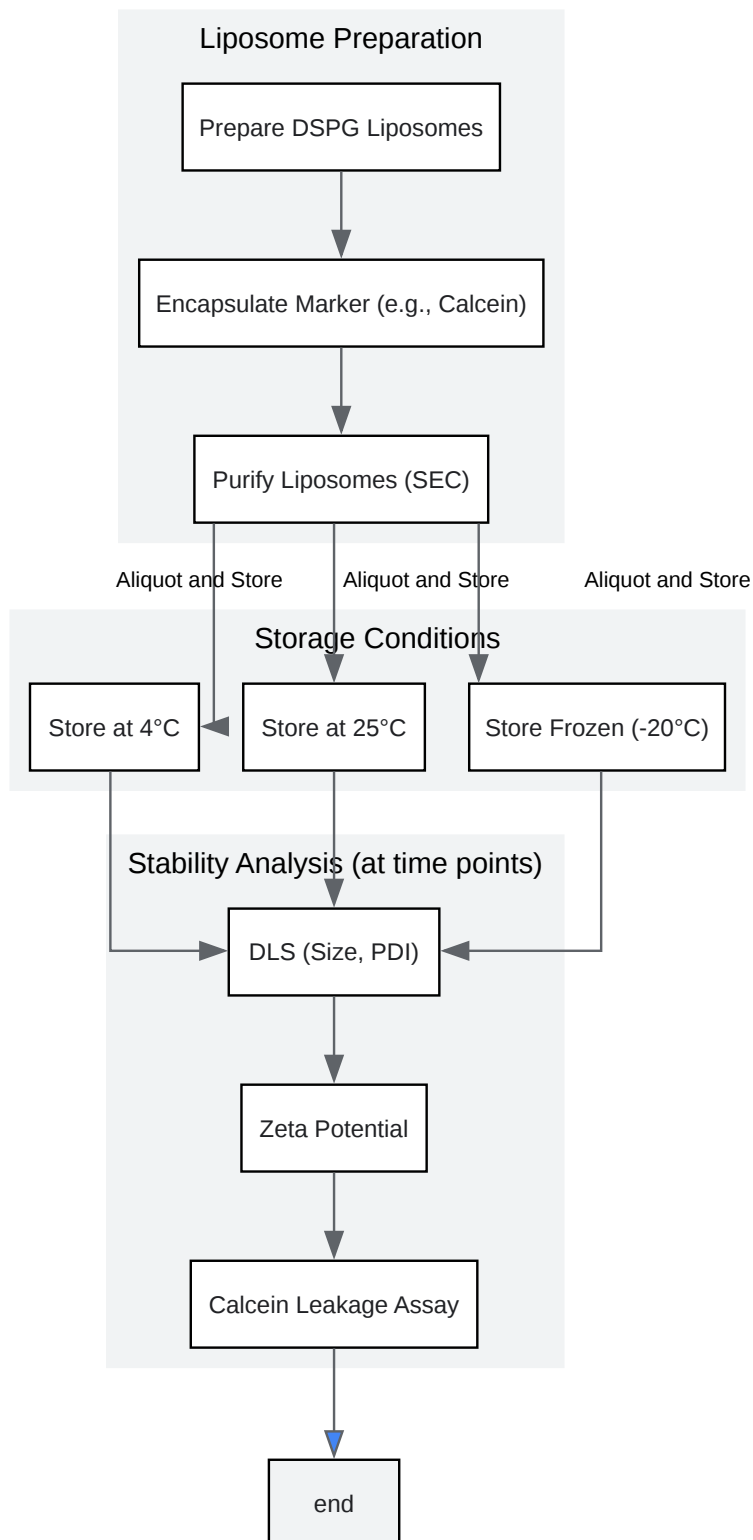 Liposome Preparation
Prepare DSPG Liposomes
Encapsulate Marker (e.g., Calcein)
Purify Liposomes (SEC)
Aliquot and Store
Aliquot and Store
Aliquot and Store
Storage Conditions
Store at 4°C
Store at 25°C
Store Frozen (-20°C)
Stability Analysis (at time points)
DLS (Size, PDI)
Zeta Potential
Calcein Leakage Assay
end